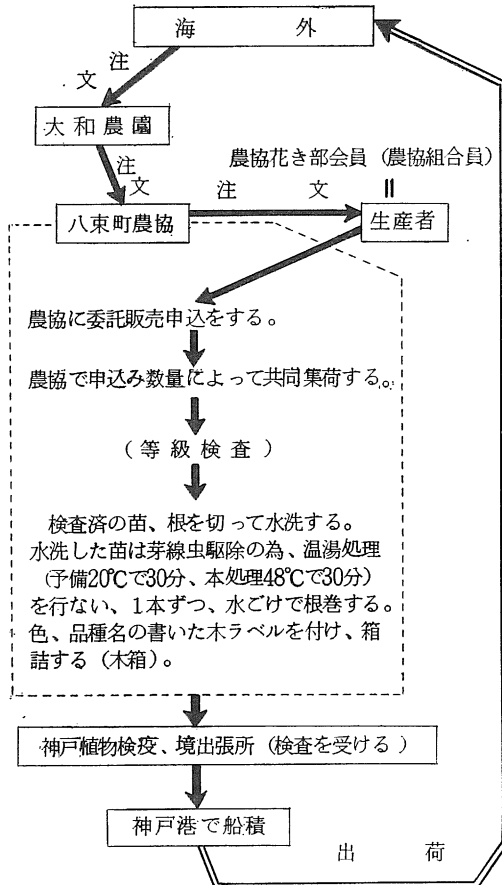 海外
注文
大和農園
注文
農協花き部会員(農協組合員)
八束町農協
注文
生産者
農協に委託販売申込をする。
農協で申込み数量によって共同集荷する。
(等級検査)
検査済の苗、根を切って水洗する。
水洗した苗は芽線虫駆除の為、温湯処理
(予備20℃で30分、本処理48℃で30分)
を行ない、1本ずつ、水ごけで根巻する。
色、品種名の書いた木ラベルを付け、箱
詰する(木箱)。
神戸植物検疫、境出張所(検査を受ける)
神戸港で船積
出荷